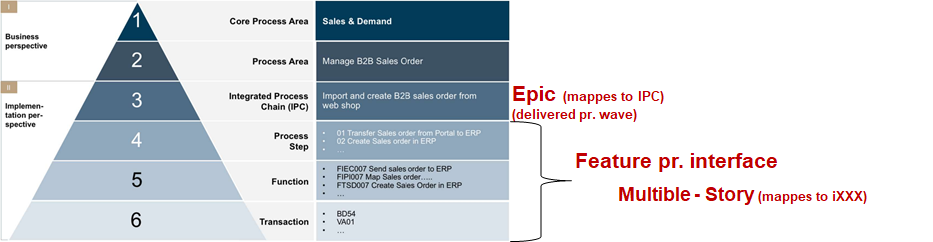 I
Business
perspective
1
Core Process Area
Sales & Demand
2
Process Area
Manage B2B Sales Order
II
Implemen-
tation per-
spective
3
Integrated Process
Chain (IPC)
Import and create B2B sales order from
web shop
Epic (mappes to IPC)
(delivered pr. wave)
4
Process
Step
• 01 Transfer Sales order from Portal to ERP
• 02 Create Sales order in ERP
• …
Feature pr. interface
5
Function
• FIEC007 Send sales order to ERP
• FIPI007 Map Sales order…..
• FTSD007 Create Sales Order in ERP
• …
Multible - Story (mappes to iXXX)
6
Transaction
• BD54
• VA01
• …